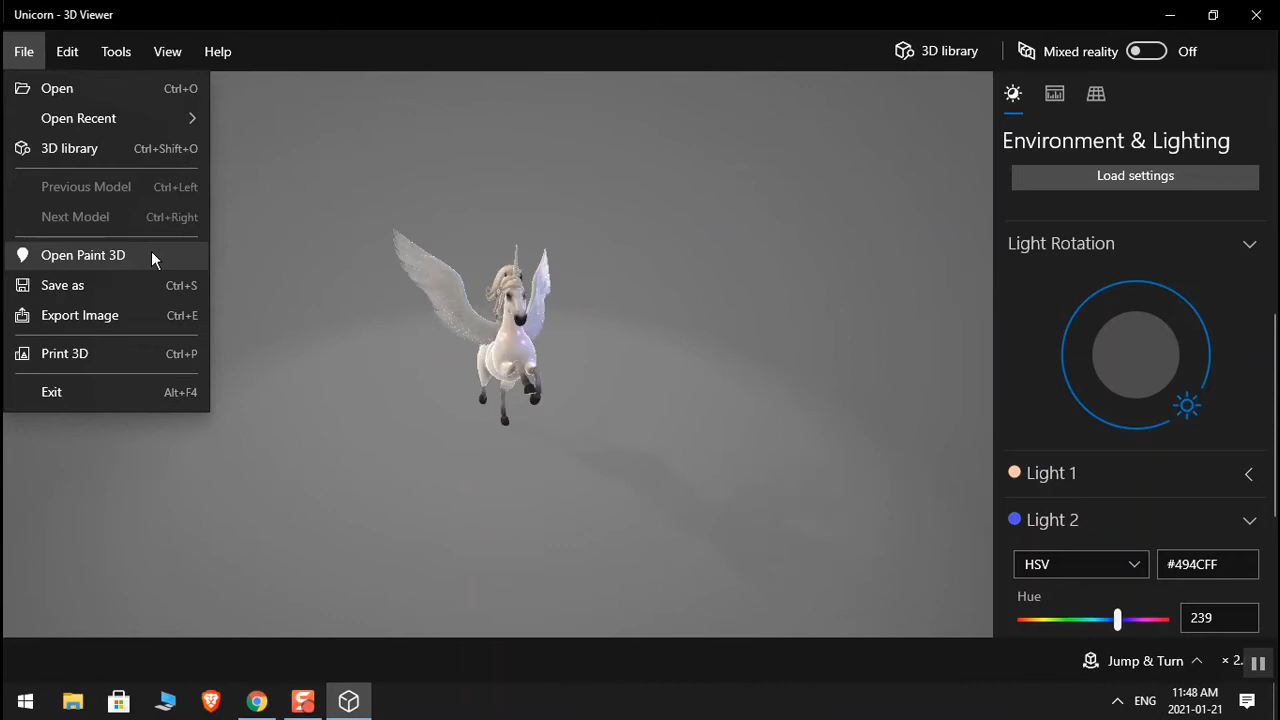 Unicorn - 3D Viewer
File Edit Tools View Help 3D library Mixed reality Off
Open Ctrl+O
Open Recent
3D library Ctrl+Shift+O
Previous Model Ctrl+Left
Next Model Ctrl+Right
Open Paint 3D
Save as Ctrl+S
Export Image Ctrl+E
Print 3D Ctrl+P
Exit Alt+F4
Environment & Lighting
Load settings
Light Rotation
Light 1
Light 2
HSV #494CFF
Hue
239
Jump & Turn × 2.
ENG 11:48 AM
2021-01-21